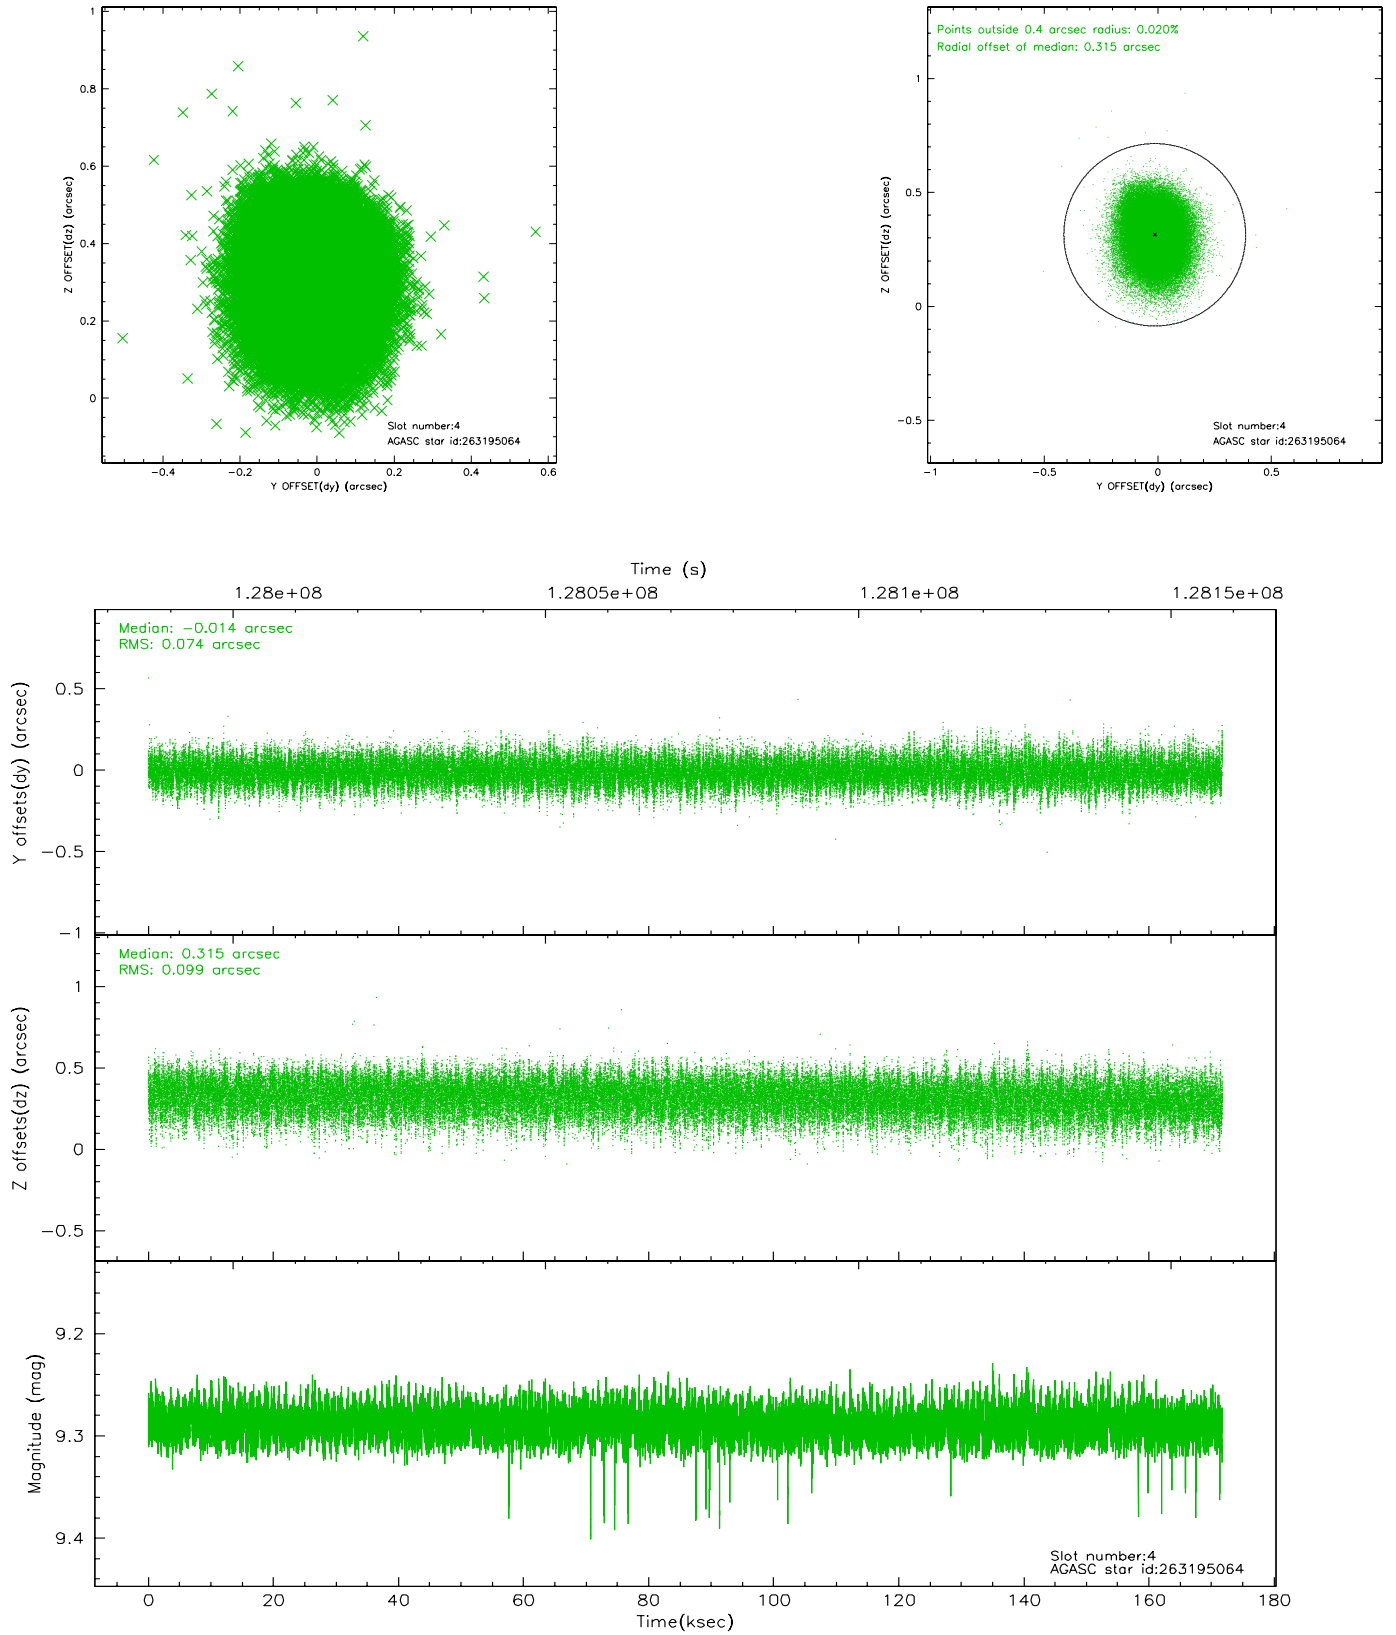 1
0.8
0.6
0.4
0.2
0
Z OFFSET(dz) (arcsec)
−0.4 −0.2 0 0.2 0.4 0.6
Y OFFSET(dy) (arcsec)
Slot number:4
AGASC star id:263195064
Points outside 0.4 arcsec radius: 0.020%
Radial offset of median: 0.315 arcsec
1
0.5
0
−0.5
Z OFFSET(dz) (arcsec)
−1 −0.5 0 0.5
Y OFFSET(dy) (arcsec)
Slot number:4
AGASC star id:263195064
Time (s)
1.28e+08 1.2805e+08 1.281e+08 1.2815e+08
Median: −0.014 arcsec
RMS: 0.074 arcsec
0.5
0
−0.5
−1
Y offsets(dy) (arcsec)
Median: 0.315 arcsec
RMS: 0.099 arcsec
1
0.5
0
−0.5
Z offsets(dz) (arcsec)
9.2
9.3
9.4
Magnitude (mag)
Slot number:4
AGASC star id:263195064
0 20 40 60 80 100 120 140 160 180
Time(ksec)